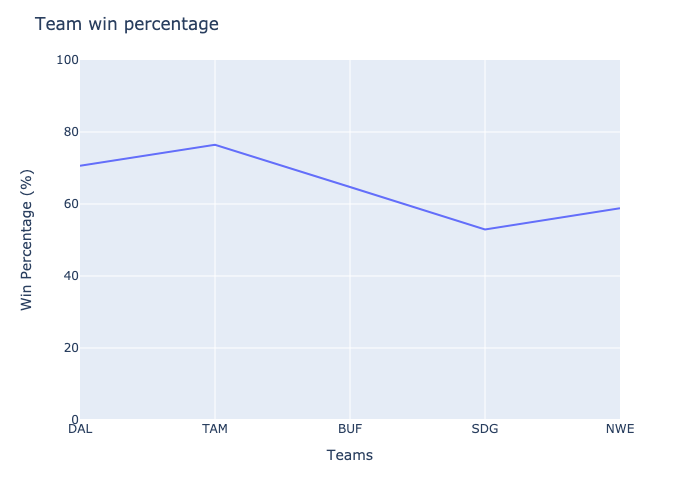 Team win percentage
100
80
60
40
20
0
Win Percentage (%)
DAL TAM BUF SDG NWE
Teams